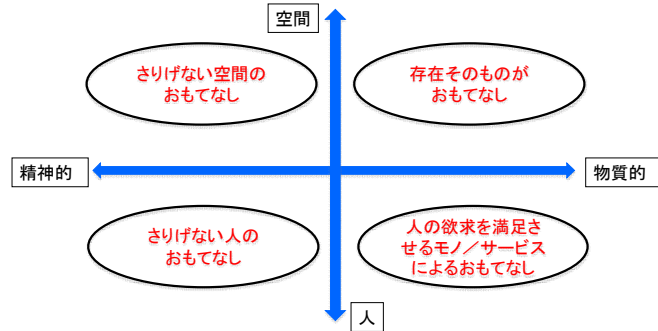 空間
さりげない空間の
おもてなし
存在そのものが
おもてなし
精神的
物質的
さりげない人の
おもてなし
人の欲求を満足さ
せるモノ／サービス
によるおもてなし
人